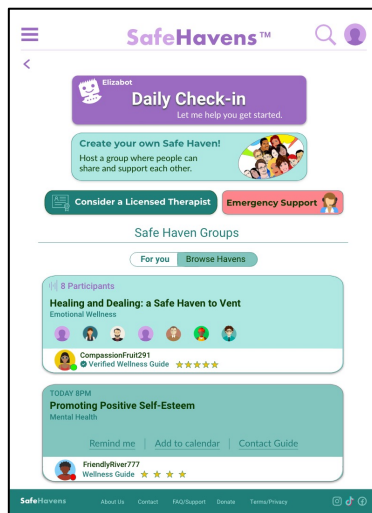 SafeHavens™
Elizabot
Daily Check-in
Let me help you get started.
Create your own Safe Haven!
Host a group where people can
share and support each other.
Consider a Licensed Therapist
Emergency Support
Safe Haven Groups
For you
Browse Havens
8 Participants
Healing and Dealing: a Safe Haven to Vent
Emotional Wellness
CompassionFruit291
Verified Wellness Guide
TODAY 8PM
Promoting Positive Self-Esteem
Mental Health
Remind me | Add to calendar | Contact Guide
FriendlyRiver777
Wellness Guide
SafeHavens About Us Contact FAQ/Support Donate Terms/Privacy